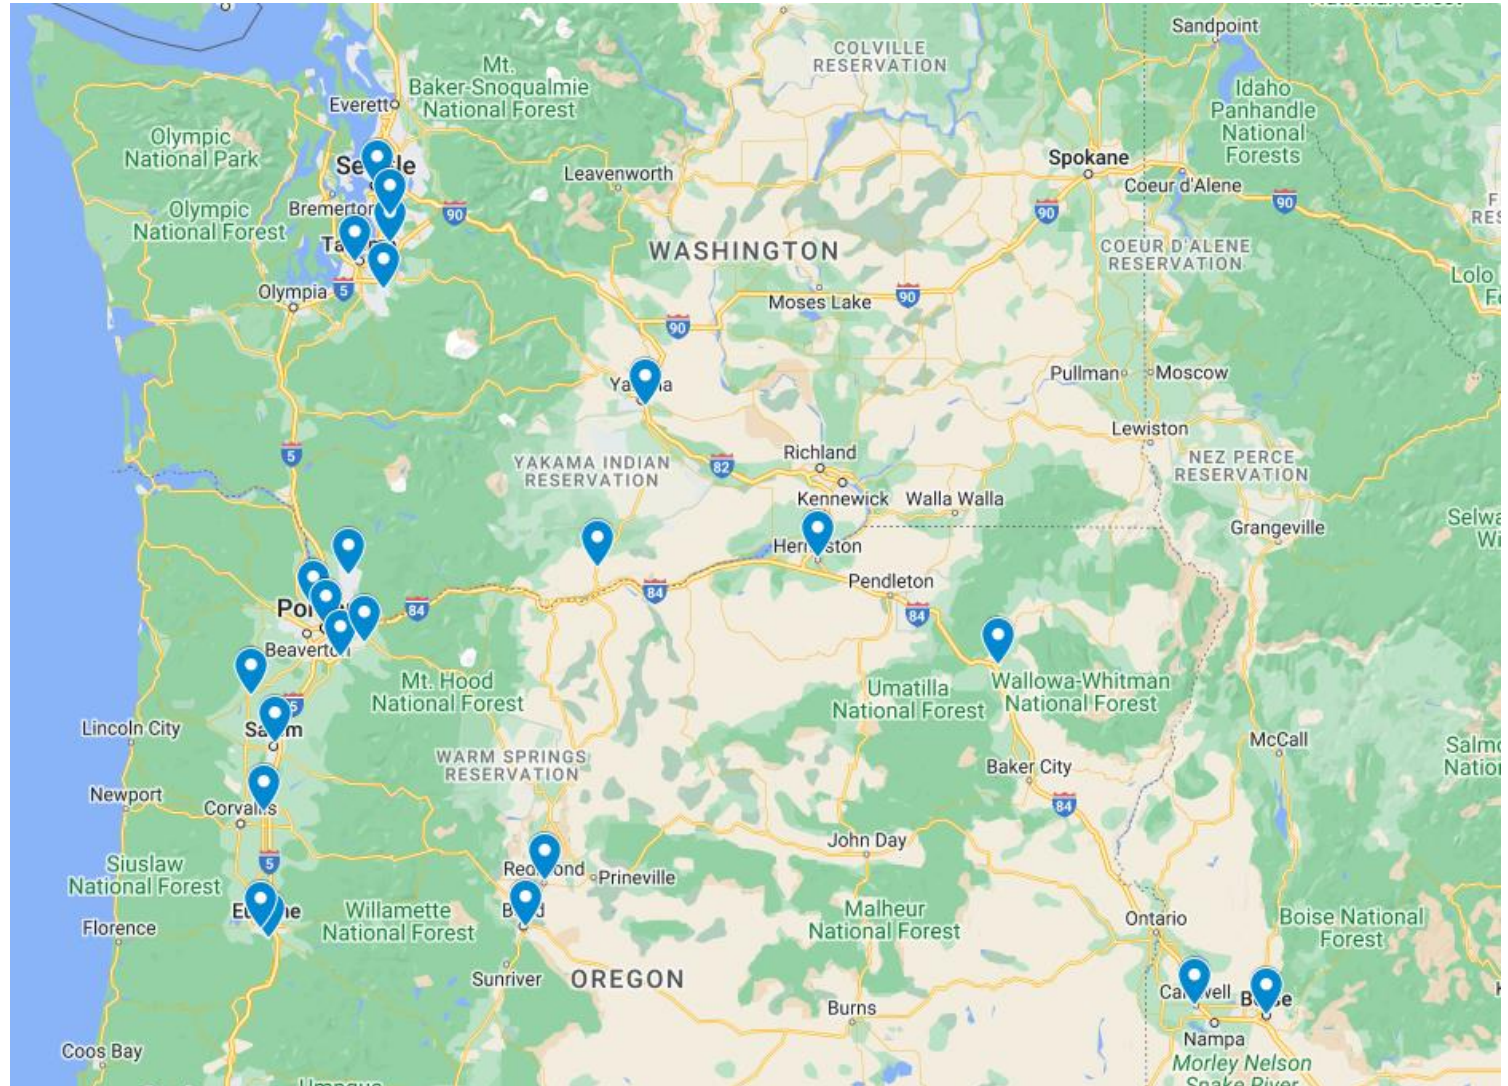 Sandpoint
COLVILLE
RESERVATION
Mt.
Baker-Snoqualmie
National Forest
Everett
Idaho
Panhandle
National
Forests
Olympic
National Park
Spokane
Leavenworth
Coeur d'Alene
Bremerton
Olympic
National Forest
90
90
90
WASHINGTON
COEUR D'ALENE
RESERVATION
Lolo
Olympia
5
Moses Lake
90
90
Pullman
Moscow
Lewiston
5
Richland
YAKAMA INDIAN
RESERVATION
82
NEZ PERCE
RESERVATION
Kennewick
Walla Walla
Grangeville
Pendleton
84
84
84
Beaverton
Mt. Hood
National Forest
Umatilla
National Forest
Wallowa-Whitman
National Forest
Lincoln City
McCall
WARM SPRINGS
RESERVATION
Baker City
Newport
84
John Day
5
Siuslaw
National Forest
Prineville
Willamette
National Forest
Malheur
National Forest
Ontario
Boise National
Forest
Florence
Sunriver
OREGON
Burns
Nampa
Coos Bay
Morley Nelson
Snake River